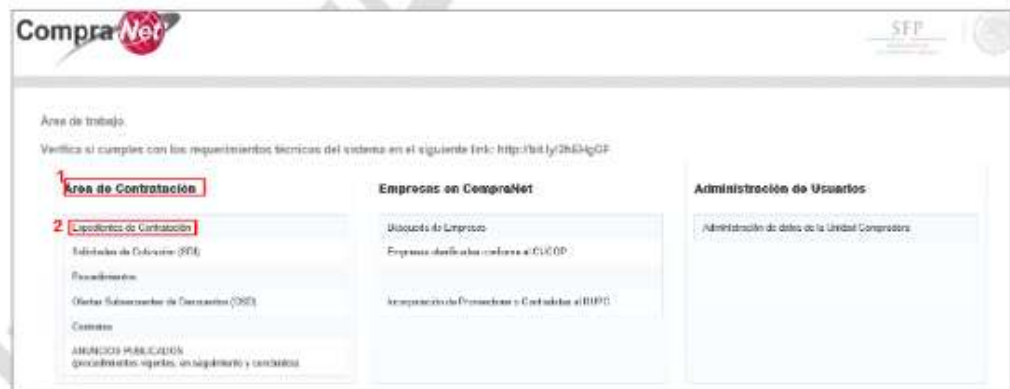 CompraNet
SFP
Área de trabajo.
Verifica si cumples con los requerimientos técnicos del sistema en el siguiente link:
1
Área de Contratación
Empresas en CompraNet
Administración de Usuarios
2
Expedientes de Contratación
Búsqueda de Empresas
Administración de datos de la Unidad Compradora
Solicitudes de Cotización (SDI)
Empresas clasificadas conforme al CUCOP
Procedimientos
Ofertas Subsecuentes de Descuentos (OSD)
Incorporación de Proveedores o Contratistas al RUPC
Contratos
ANUNCIOS PUBLICADOS
(procedimientos vigentes, en seguimiento y concluidos)